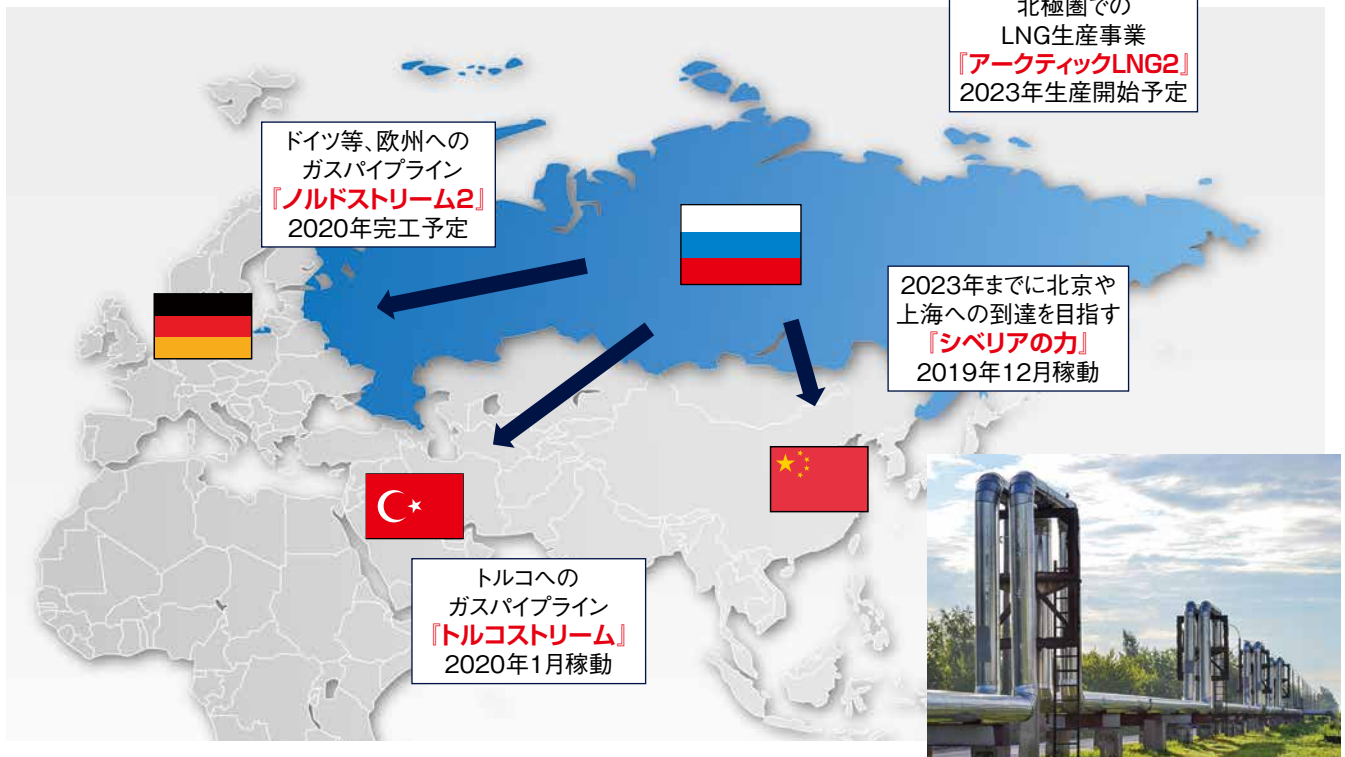 北極圏での
LNG生産事業
『アークティックLNG2』
2023年生産開始予定
ドイツ等、欧州への
ガスパイプライン
『ノルドストリーム2』
2020年完工予定
2023年までに北京や
上海への到達を目指す
『シベリアの力』
2019年12月稼動
トルコへの
ガスパイプライン
『トルコストリーム』
2020年1月稼動